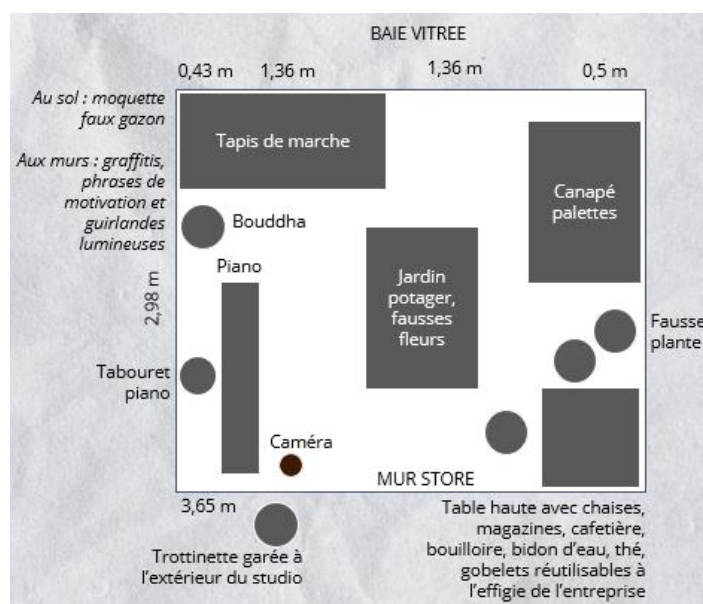 BAIE VITREE
0,43 m 1,36 m 1,36 m 0,5 m
Au sol : moquette
faux gazon
Aux murs : graffitis,
phrases de
motivation et
guirlandes
lumineuses
2,98 m
Tapis de marche
Canapé
palettes
Bouddha
Piano
Jardin
potager,
fausses
fleurs
Fausse
plante
Tabouret
piano
Caméra
MUR STORE
3,65 m
Trottinette garée à
l’extérieur du studio
Table haute avec chaises,
magazines, cafetière,
bouilloire, bidon d’eau, thé,
gobelets réutilisables à
l’effigie de l’entreprise